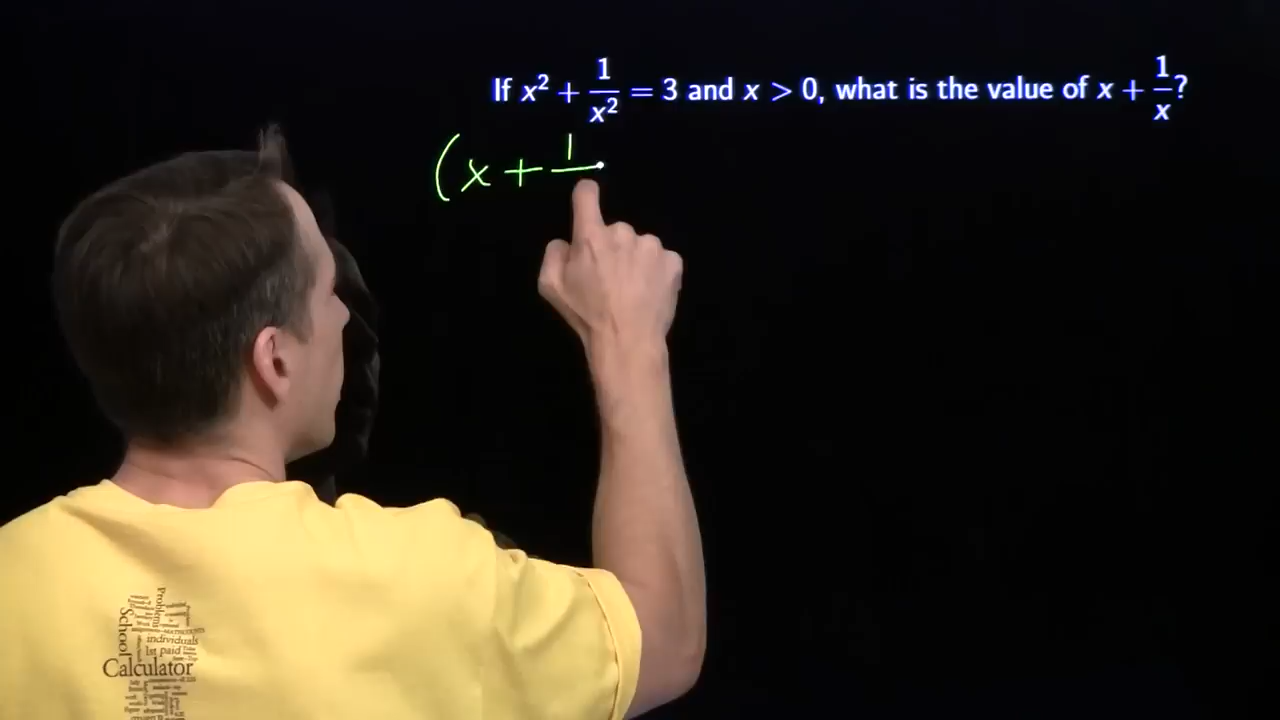 If x² + 1/x² = 3 and x > 0, what is the value of x + 1/x?
(x + 1
Problems
School
individuals
1st paid
Calculator